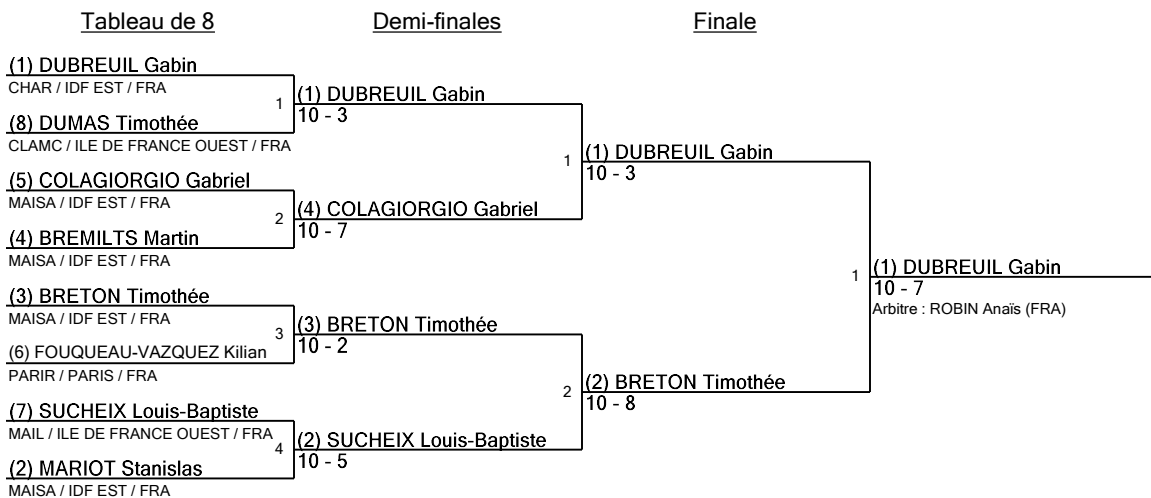 Tableau de 8
Demi-finales
Finale
(1) DUBREUIL Gabin
CHAR / IDF EST / FRA
1
(8) DUMAS Timothée
CLAMC / ILE DE FRANCE OUEST / FRA
(5) COLAGIORGIO Gabriel
MAISA / IDF EST / FRA
2
(4) BREMILTS Martin
MAISA / IDF EST / FRA
(3) BRETON Timothée
MAISA / IDF EST / FRA
3
(6) FOUQUEAU-VAZQUEZ Kilian
PARIR / PARIS / FRA
(7) SUCHEIX Louis-Baptiste
MAIL / ILE DE FRANCE OUEST / FRA
4
(2) MARIOT Stanislas
MAISA / IDF EST / FRA
(1) DUBREUIL Gabin
10 - 3
1
(4) COLAGIORGIO Gabriel
10 - 7
(3) BRETON Timothée
10 - 2
2
(2) SUCHEIX Louis-Baptiste
10 - 5
(1) DUBREUIL Gabin
10 - 3
1
(2) BRETON Timothée
10 - 8
(1) DUBREUIL Gabin
10 - 7
Arbitre : ROBIN Anaïs (FRA)